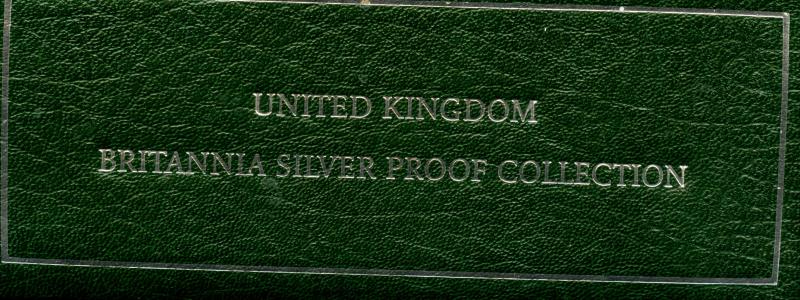 UNITED KINGDOM
BRITANNIA SILVER PROOF COLLECTION